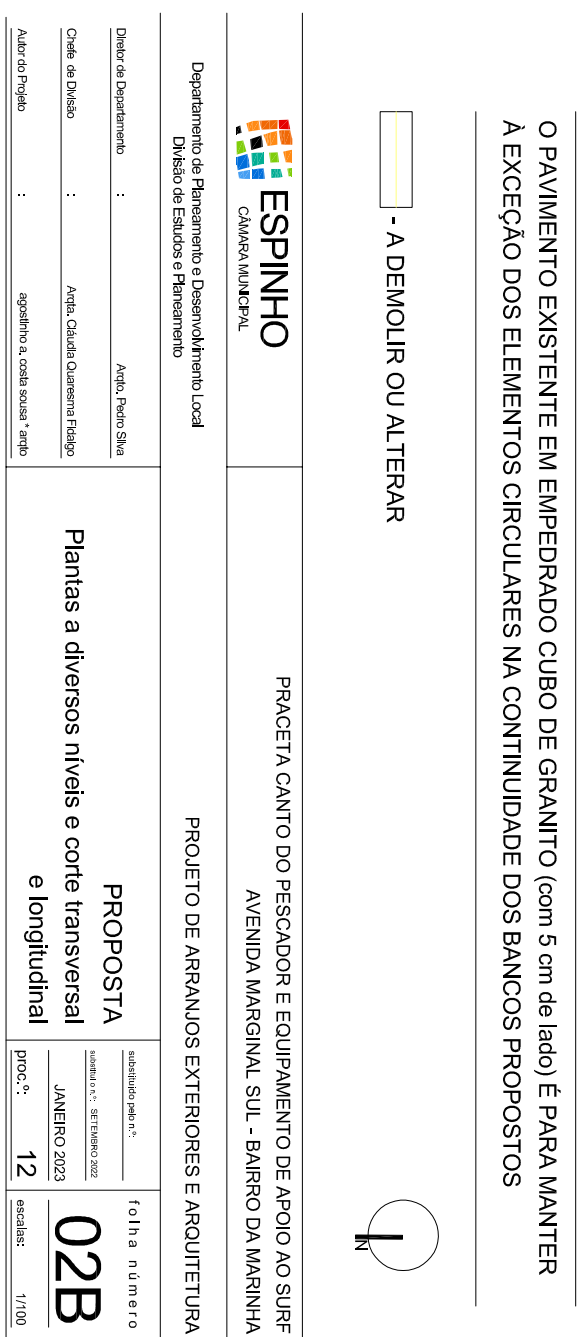 O PAVIMENTO EXISTENTE EM EMPEDRADO CUBO DE GRANITO (com 5 cm de lado) É PARA MANTER
À EXCEÇÃO DOS ELEMENTOS CIRCULARES NA CONTINUIDADE DOS BANCOS PROPOSTOS
- A DEMOLIR OU ALTERAR
N
ESPINHO
CÂMARA MUNICIPAL
PRACETA CANTO DO PESCADOR E EQUIPAMENTO DE APOIO AO SURF
AVENIDA MARGINAL SUL - BAIRRO DA MARINHA
Departamento de Planeamento e Desenvolvimento Local
Divisão de Estudos e Planeamento
PROJETO DE ARRANJOS EXTERIORES E ARQUITETURA
Diretor de Departamento : Arqto. Pedro Silva
Chefe de Divisão : Arqta. Cláudia Quaresma Fidalgo
Autor do Projeto : agostinho a. costa sousa * arqto
PROPOSTA
Plantas a diversos níveis e corte transversal
e longitudinal
substituído pelo n.º:
substitui o n.º: SETEMBRO 2022
JANEIRO 2023
proc.º: 12
folha número
02B
escalas: 1/100